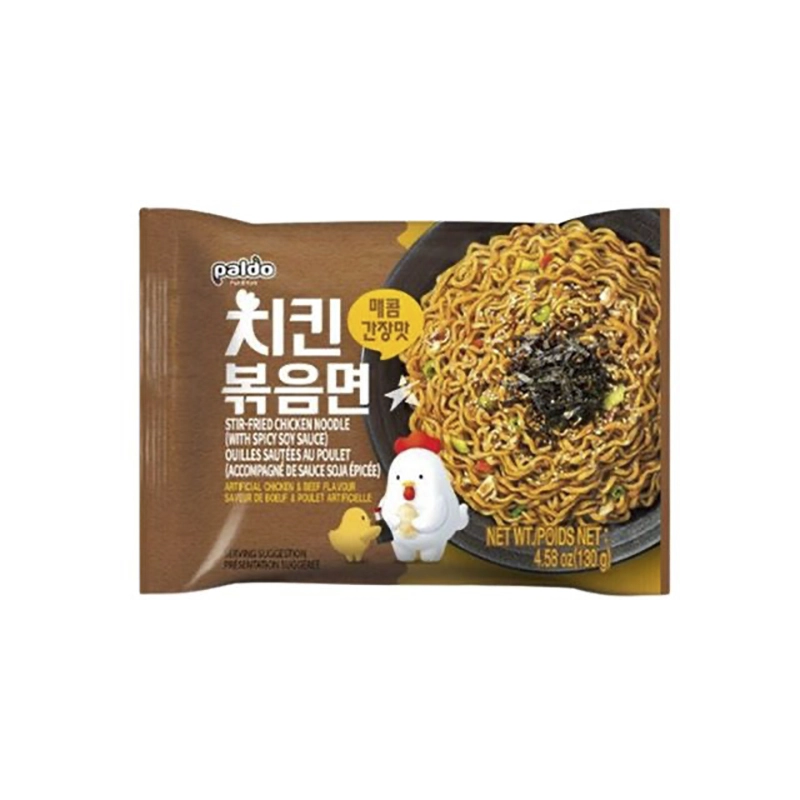 paldo
Fun & Yum
치킨
볶음면
매콤
간장맛
STIR-FRIED CHICKEN NOODLE
(WITH SPICY SOY SAUCE)
OUILLES SAUTÉES AU POULET
(ACCOMPAGNÉ DE SAUCE SOJA ÉPICÉE)
ARTIFICIAL CHICKEN & BEEF FLAVOUR
SAVEUR DE BOEUF & POULET ARTIFICIELLE
SERVING SUGGESTION
PRÉSENTATION SUGGÉRÉE
NET WT./POIDS NET :
4.58 oz (130 g)